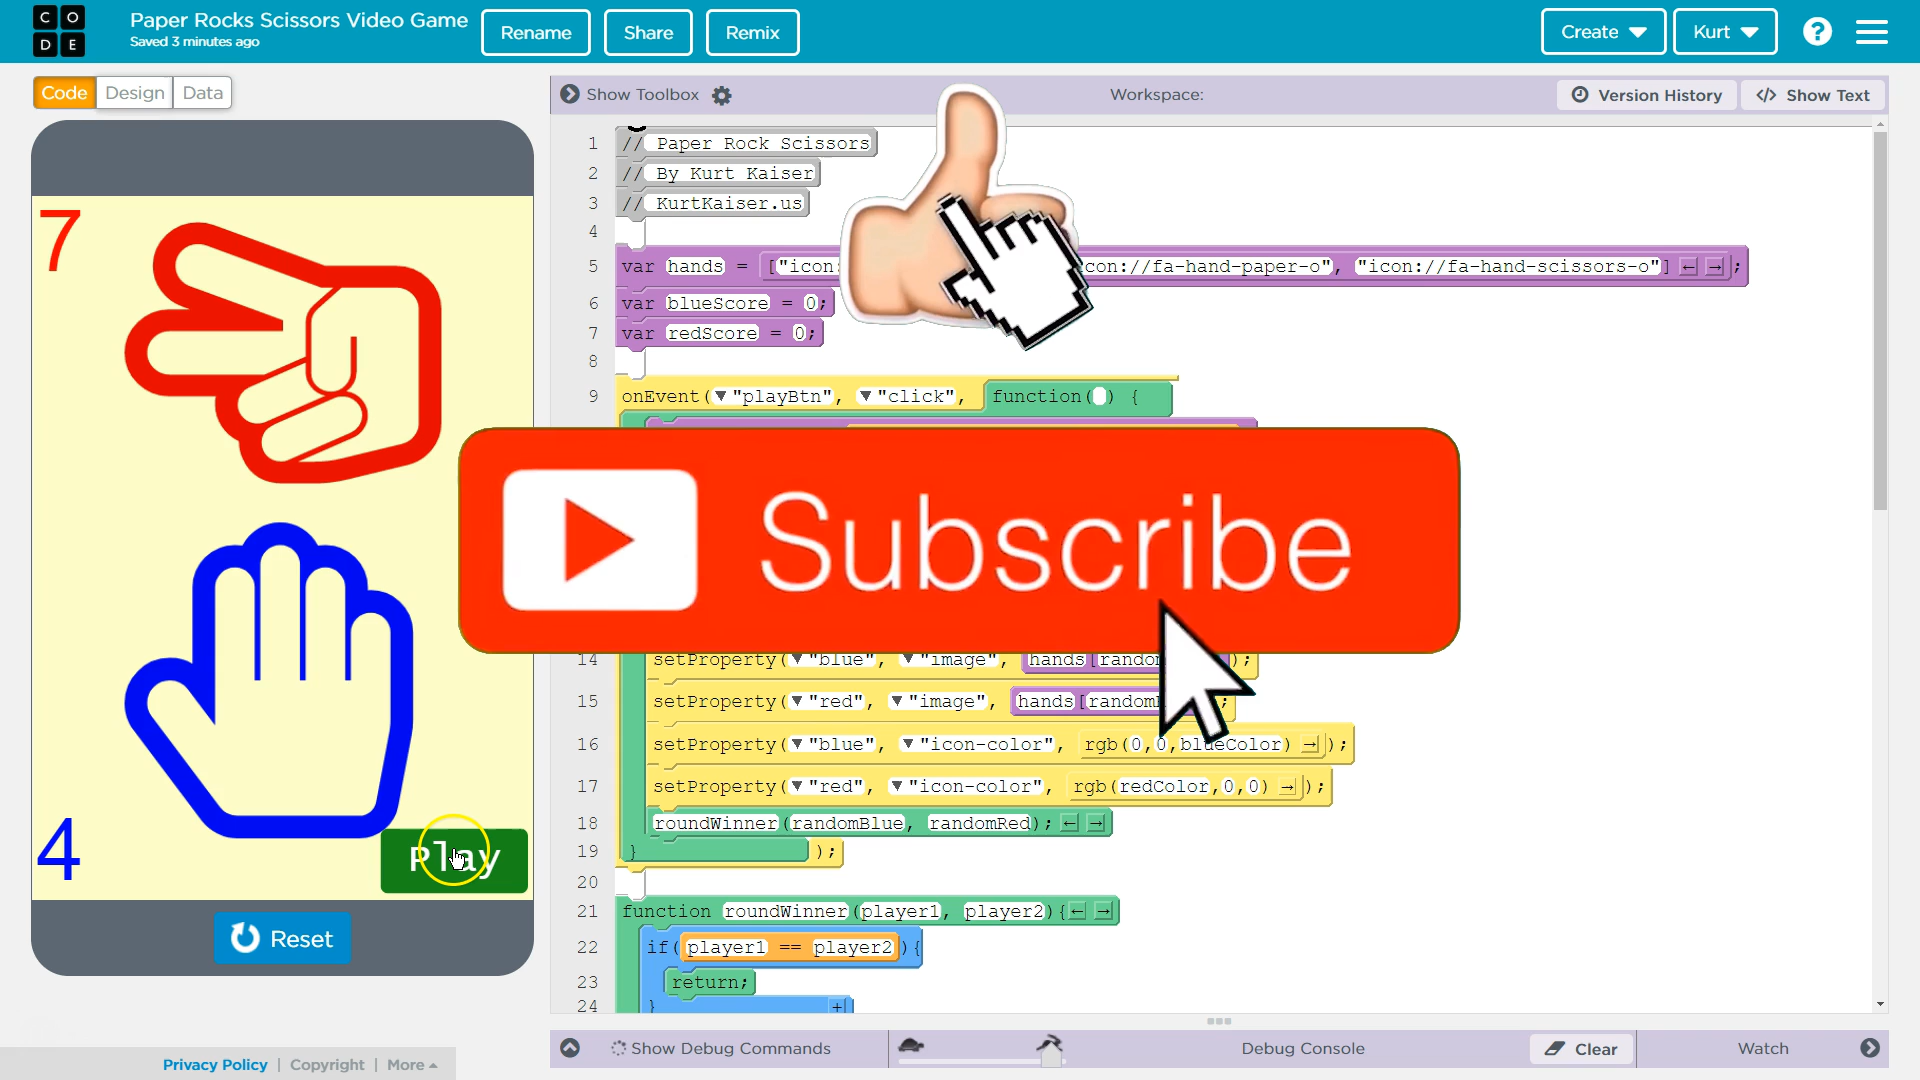 C O
D E
Paper Rocks Scissors Video Game
Saved 3 minutes ago
Rename
Share
Remix
Create
Kurt
?
Code
Design
Data
Show Toolbox
Workspace:
Version History
</> Show Text
7
4
Play
Reset
1 // Paper Rock Scissors
2 // By Kurt Kaiser
3 // KurtKaiser.us
4
5 var hands = ["icon: con://fa-hand-paper-o", "icon://fa-hand-scissors-o"] ← → ;
6 var blueScore = 0;
7 var redScore = 0;
8
9 onEvent(▼"playBtn", ▼"click", function() {
Subscribe
14 setProperty(▼"blue", ▼"image", hands[rando );
15 setProperty(▼"red", ▼"image", hands[random ;
16 setProperty(▼"blue", ▼"icon-color", rgb(0,0,blueColor) → );
17 setProperty(▼"red", ▼"icon-color", rgb(redColor,0,0) → );
18 roundWinner(randomBlue, randomRed); ← →
19 } );
20
21 function roundWinner(player1, player2){ ← →
22 if(player1 == player2){
23 return;
24 } +
Show Debug Commands
Debug Console
Clear
Watch
Privacy Policy | Copyright | More